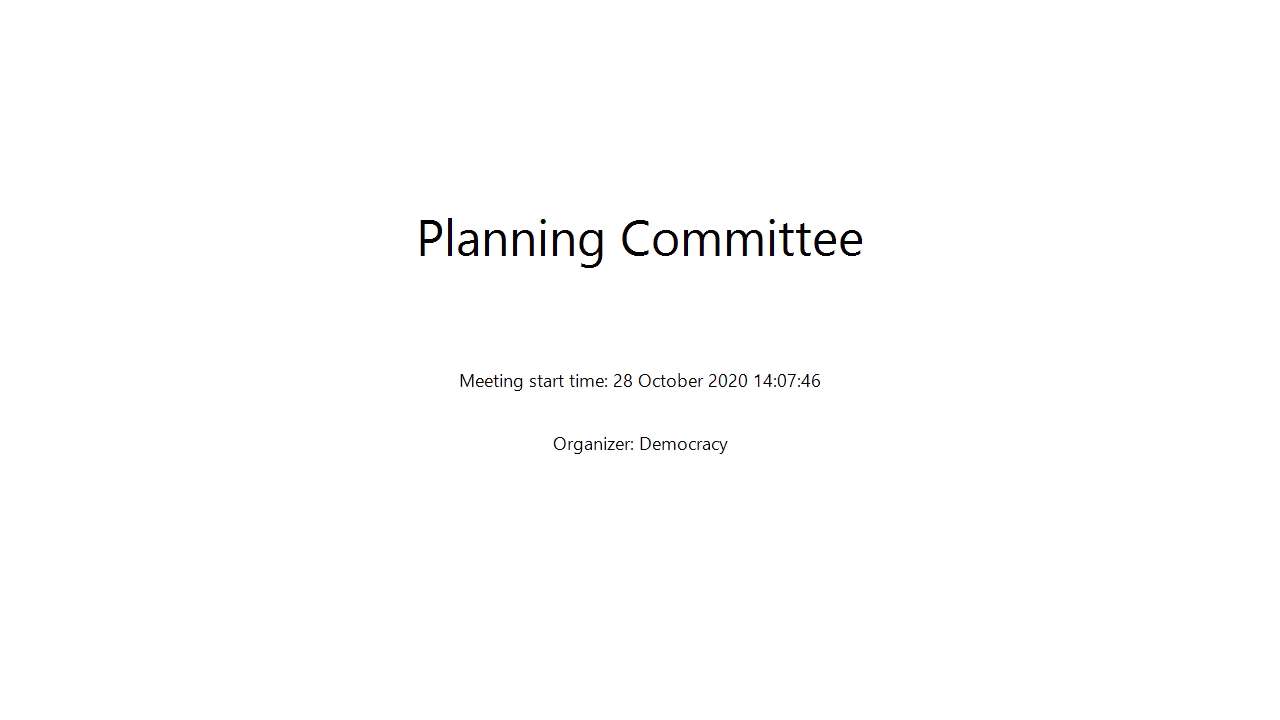 Planning Committee
Meeting start time: 28 October 2020 14:07:46
Organizer: Democracy